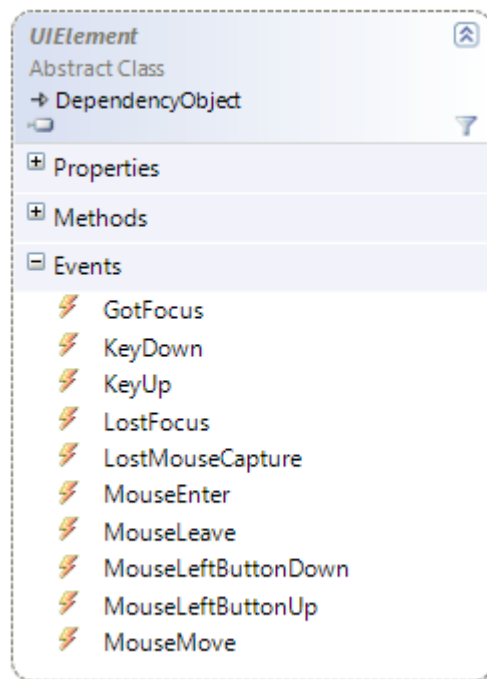 UIElement
Abstract Class
DependencyObject
Properties
Methods
Events
GotFocus
KeyDown
KeyUp
LostFocus
LostMouseCapture
MouseEnter
MouseLeave
MouseLeftButtonDown
MouseLeftButtonUp
MouseMove